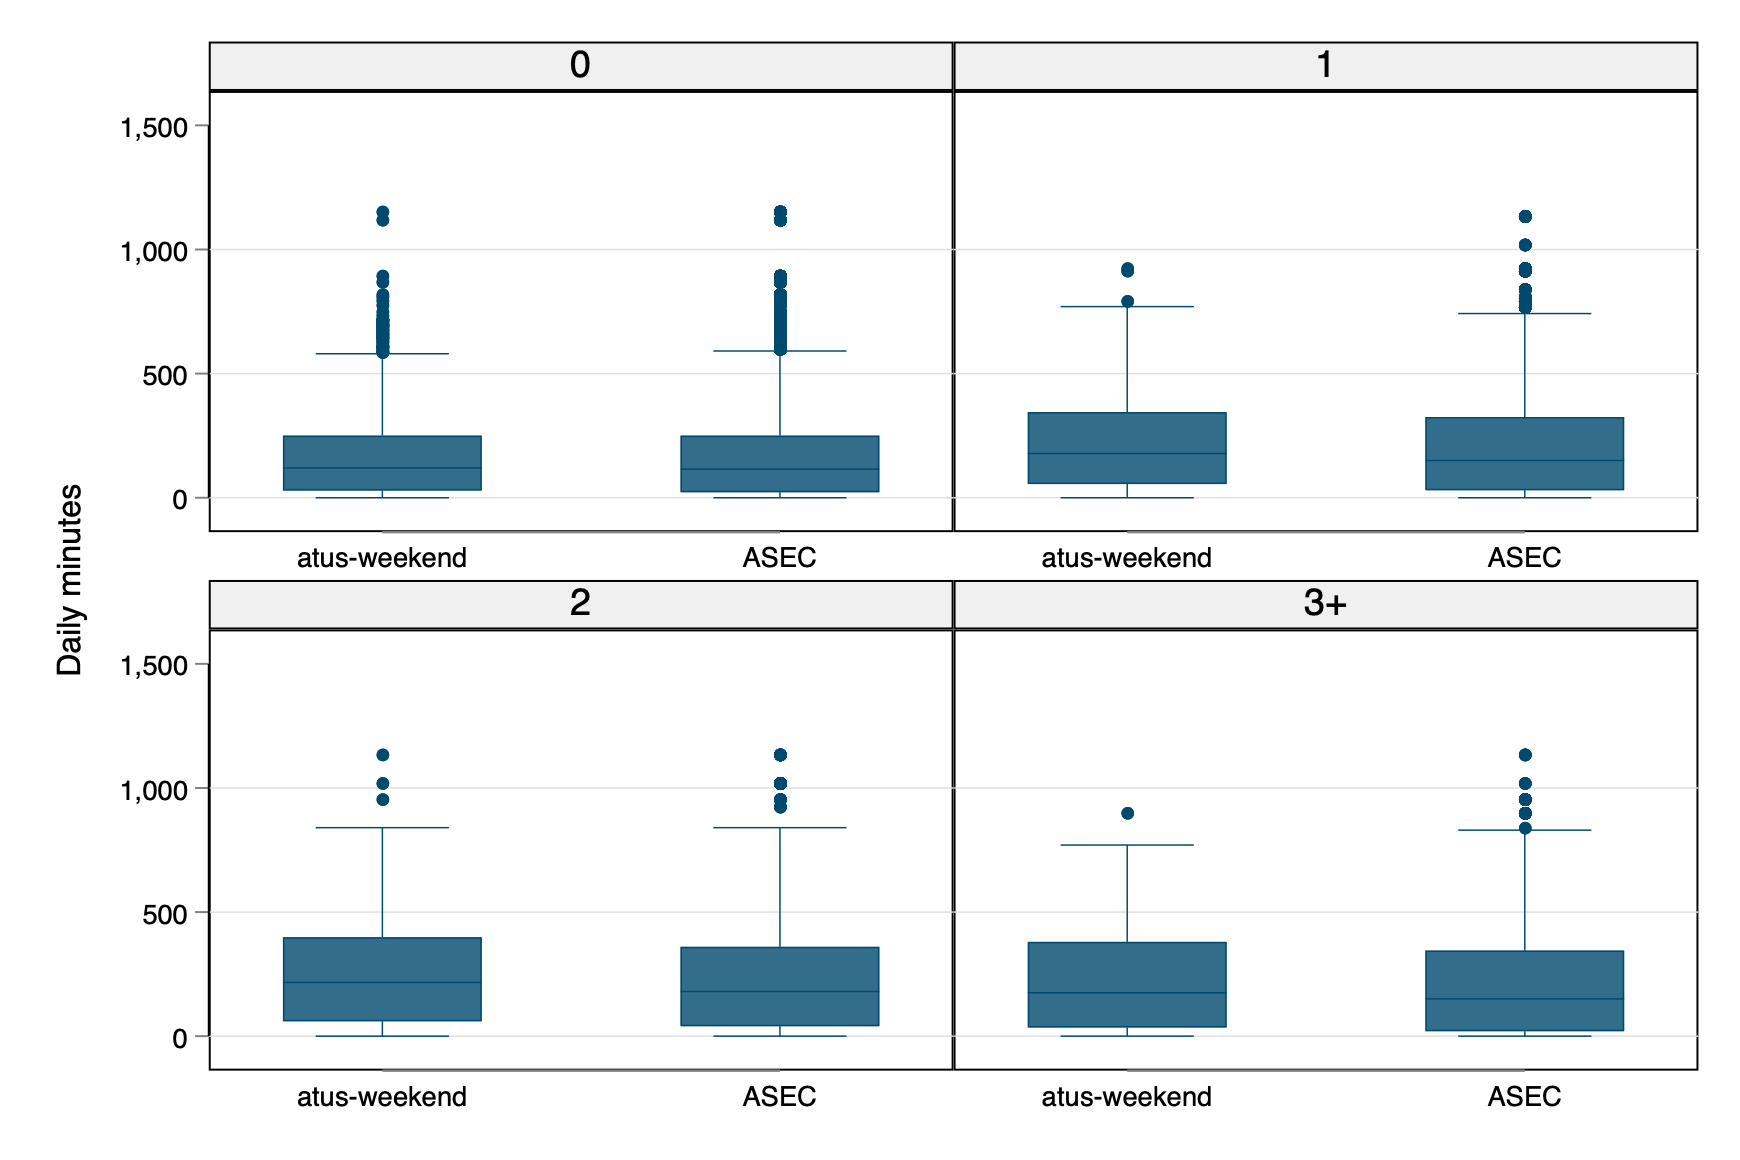 0
1
1,500
1,000
500
0
atus-weekend
ASEC
atus-weekend
ASEC
Daily minutes
2
3+
1,500
1,000
500
0
atus-weekend
ASEC
atus-weekend
ASEC